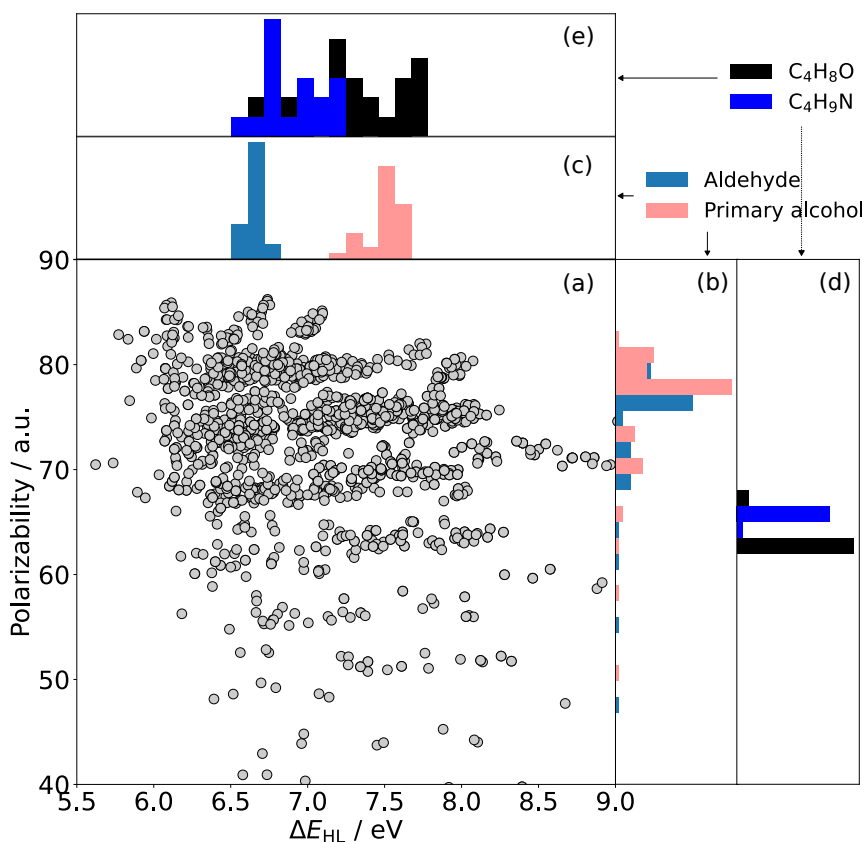 (e)
C₄H₈O
C₄H₉N
(c)
Aldehyde
Primary alcohol
90
80
70
60
50
40
Polarizability / a.u.
(a)
(b)
(d)
5.5 6.0 6.5 7.0 7.5 8.0 8.5 9.0
ΔE_HL / eV